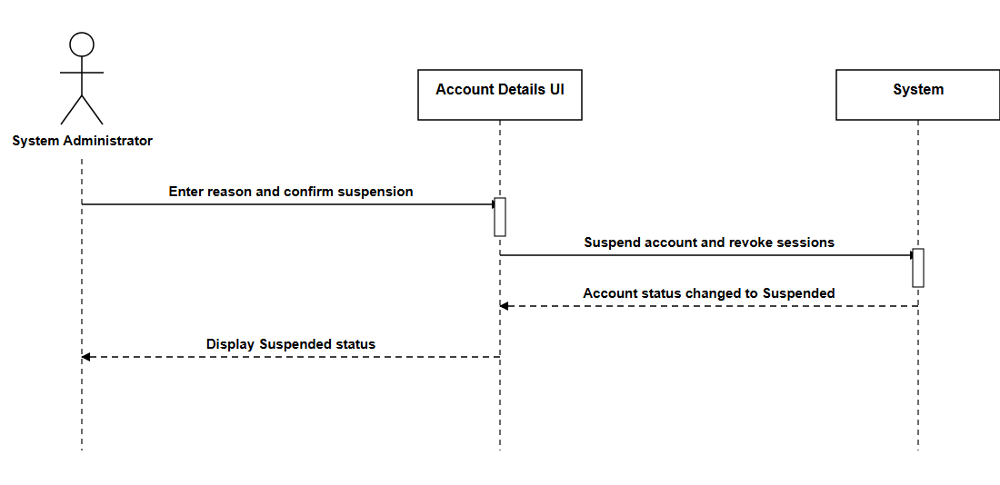 Account Details UI
System
System Administrator
Enter reason and confirm suspension
Suspend account and revoke sessions
Account status changed to Suspended
Display Suspended status